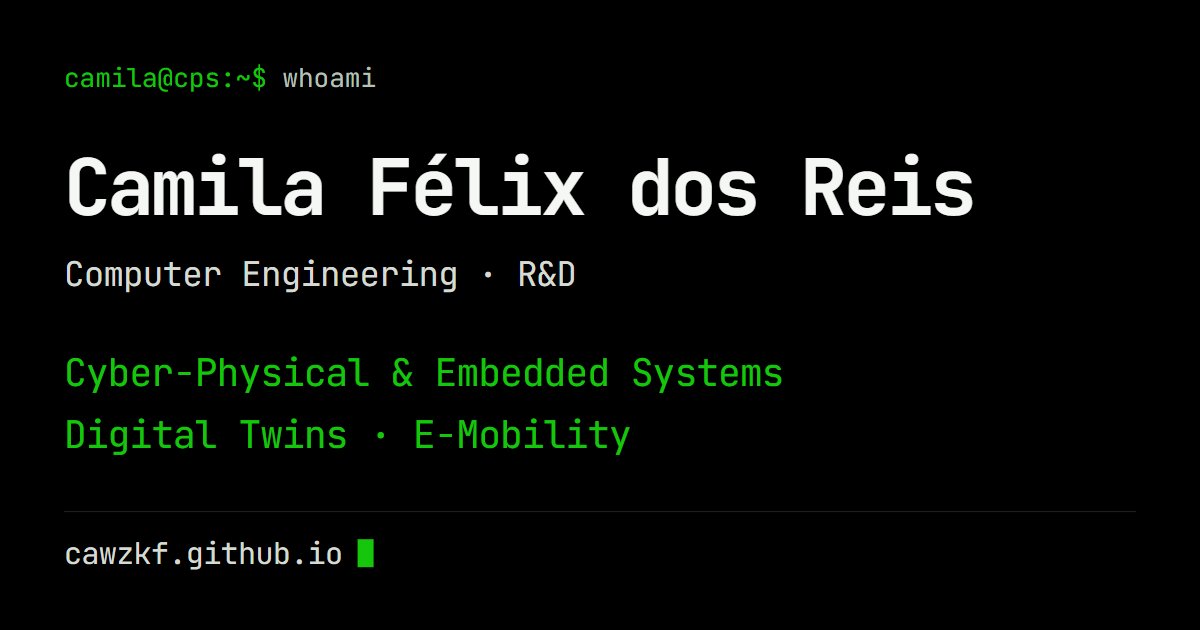 camila@cps:~$ whoami
Camila Félix dos Reis
Computer Engineering · R&D
Cyber-Physical & Embedded Systems
Digital Twins · E-Mobility
cawzkf.github.io